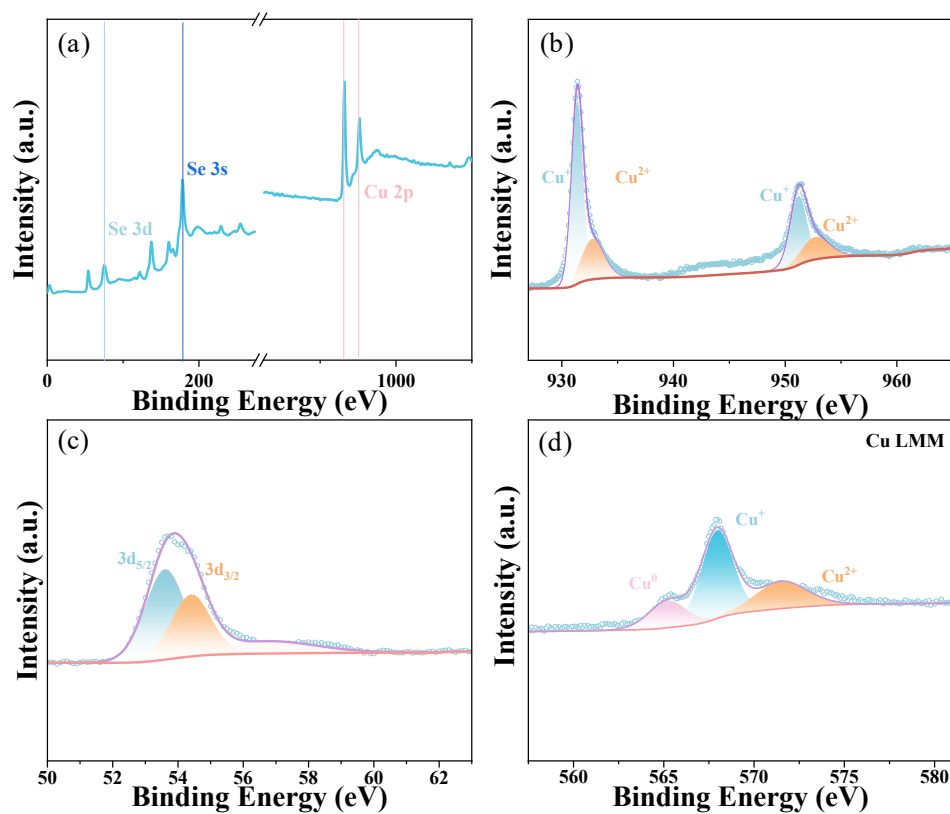 (a)
Intensity (a.u.)
Se 3s
Se 3d
Cu 2p
0
200
1000
Binding Energy (eV)
(b)
Intensity (a.u.)
Cu⁺
Cu²⁺
Cu⁺
Cu²⁺
930
940
950
960
Binding Energy (eV)
(c)
Intensity (a.u.)
3d₅/₂
3d₃/₂
50
52
54
56
58
60
62
Binding Energy (eV)
(d)
Cu LMM
Intensity (a.u.)
Cu⁺
Cu⁰
Cu²⁺
560
565
570
575
580
Binding Energy (eV)